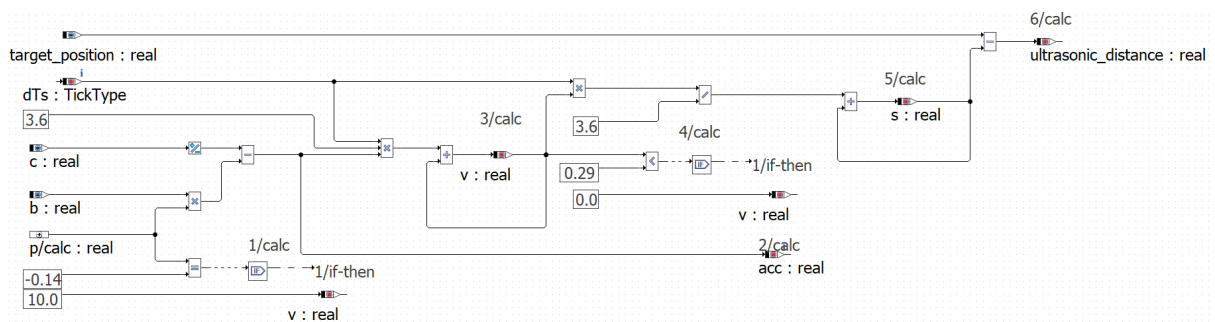 6/calc
target_position : real
ultrasonic_distance : real
i
5/calc
dTs : TickType
3.6
3/calc
s : real
3.6
4/calc
c : real
1/if-then
v : real
0.29
b : real
0.0
v : real
p/calc : real
1/calc
2/calc
1/if-then
acc : real
-0.14
10.0
v : real